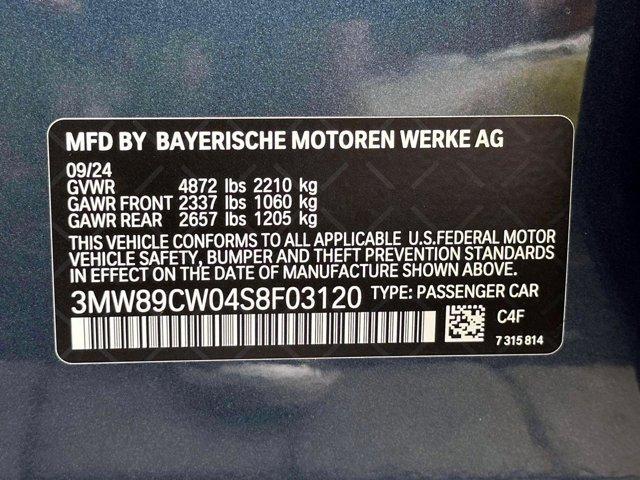 MFD BY BAYERISCHE MOTOREN WERKE AG
09/24
GVWR 4872 lbs 2210 kg
GAWR FRONT 2337 lbs 1060 kg
GAWR REAR 2657 lbs 1205 kg
THIS VEHICLE CONFORMS TO ALL APPLICABLE U.S.FEDERAL MOTOR
VEHICLE SAFETY, BUMPER AND THEFT PREVENTION STANDARDS
IN EFFECT ON THE DATE OF MANUFACTURE SHOWN ABOVE.
3MW89CW04S8F03120 TYPE: PASSENGER CAR
C4F
7 315 814